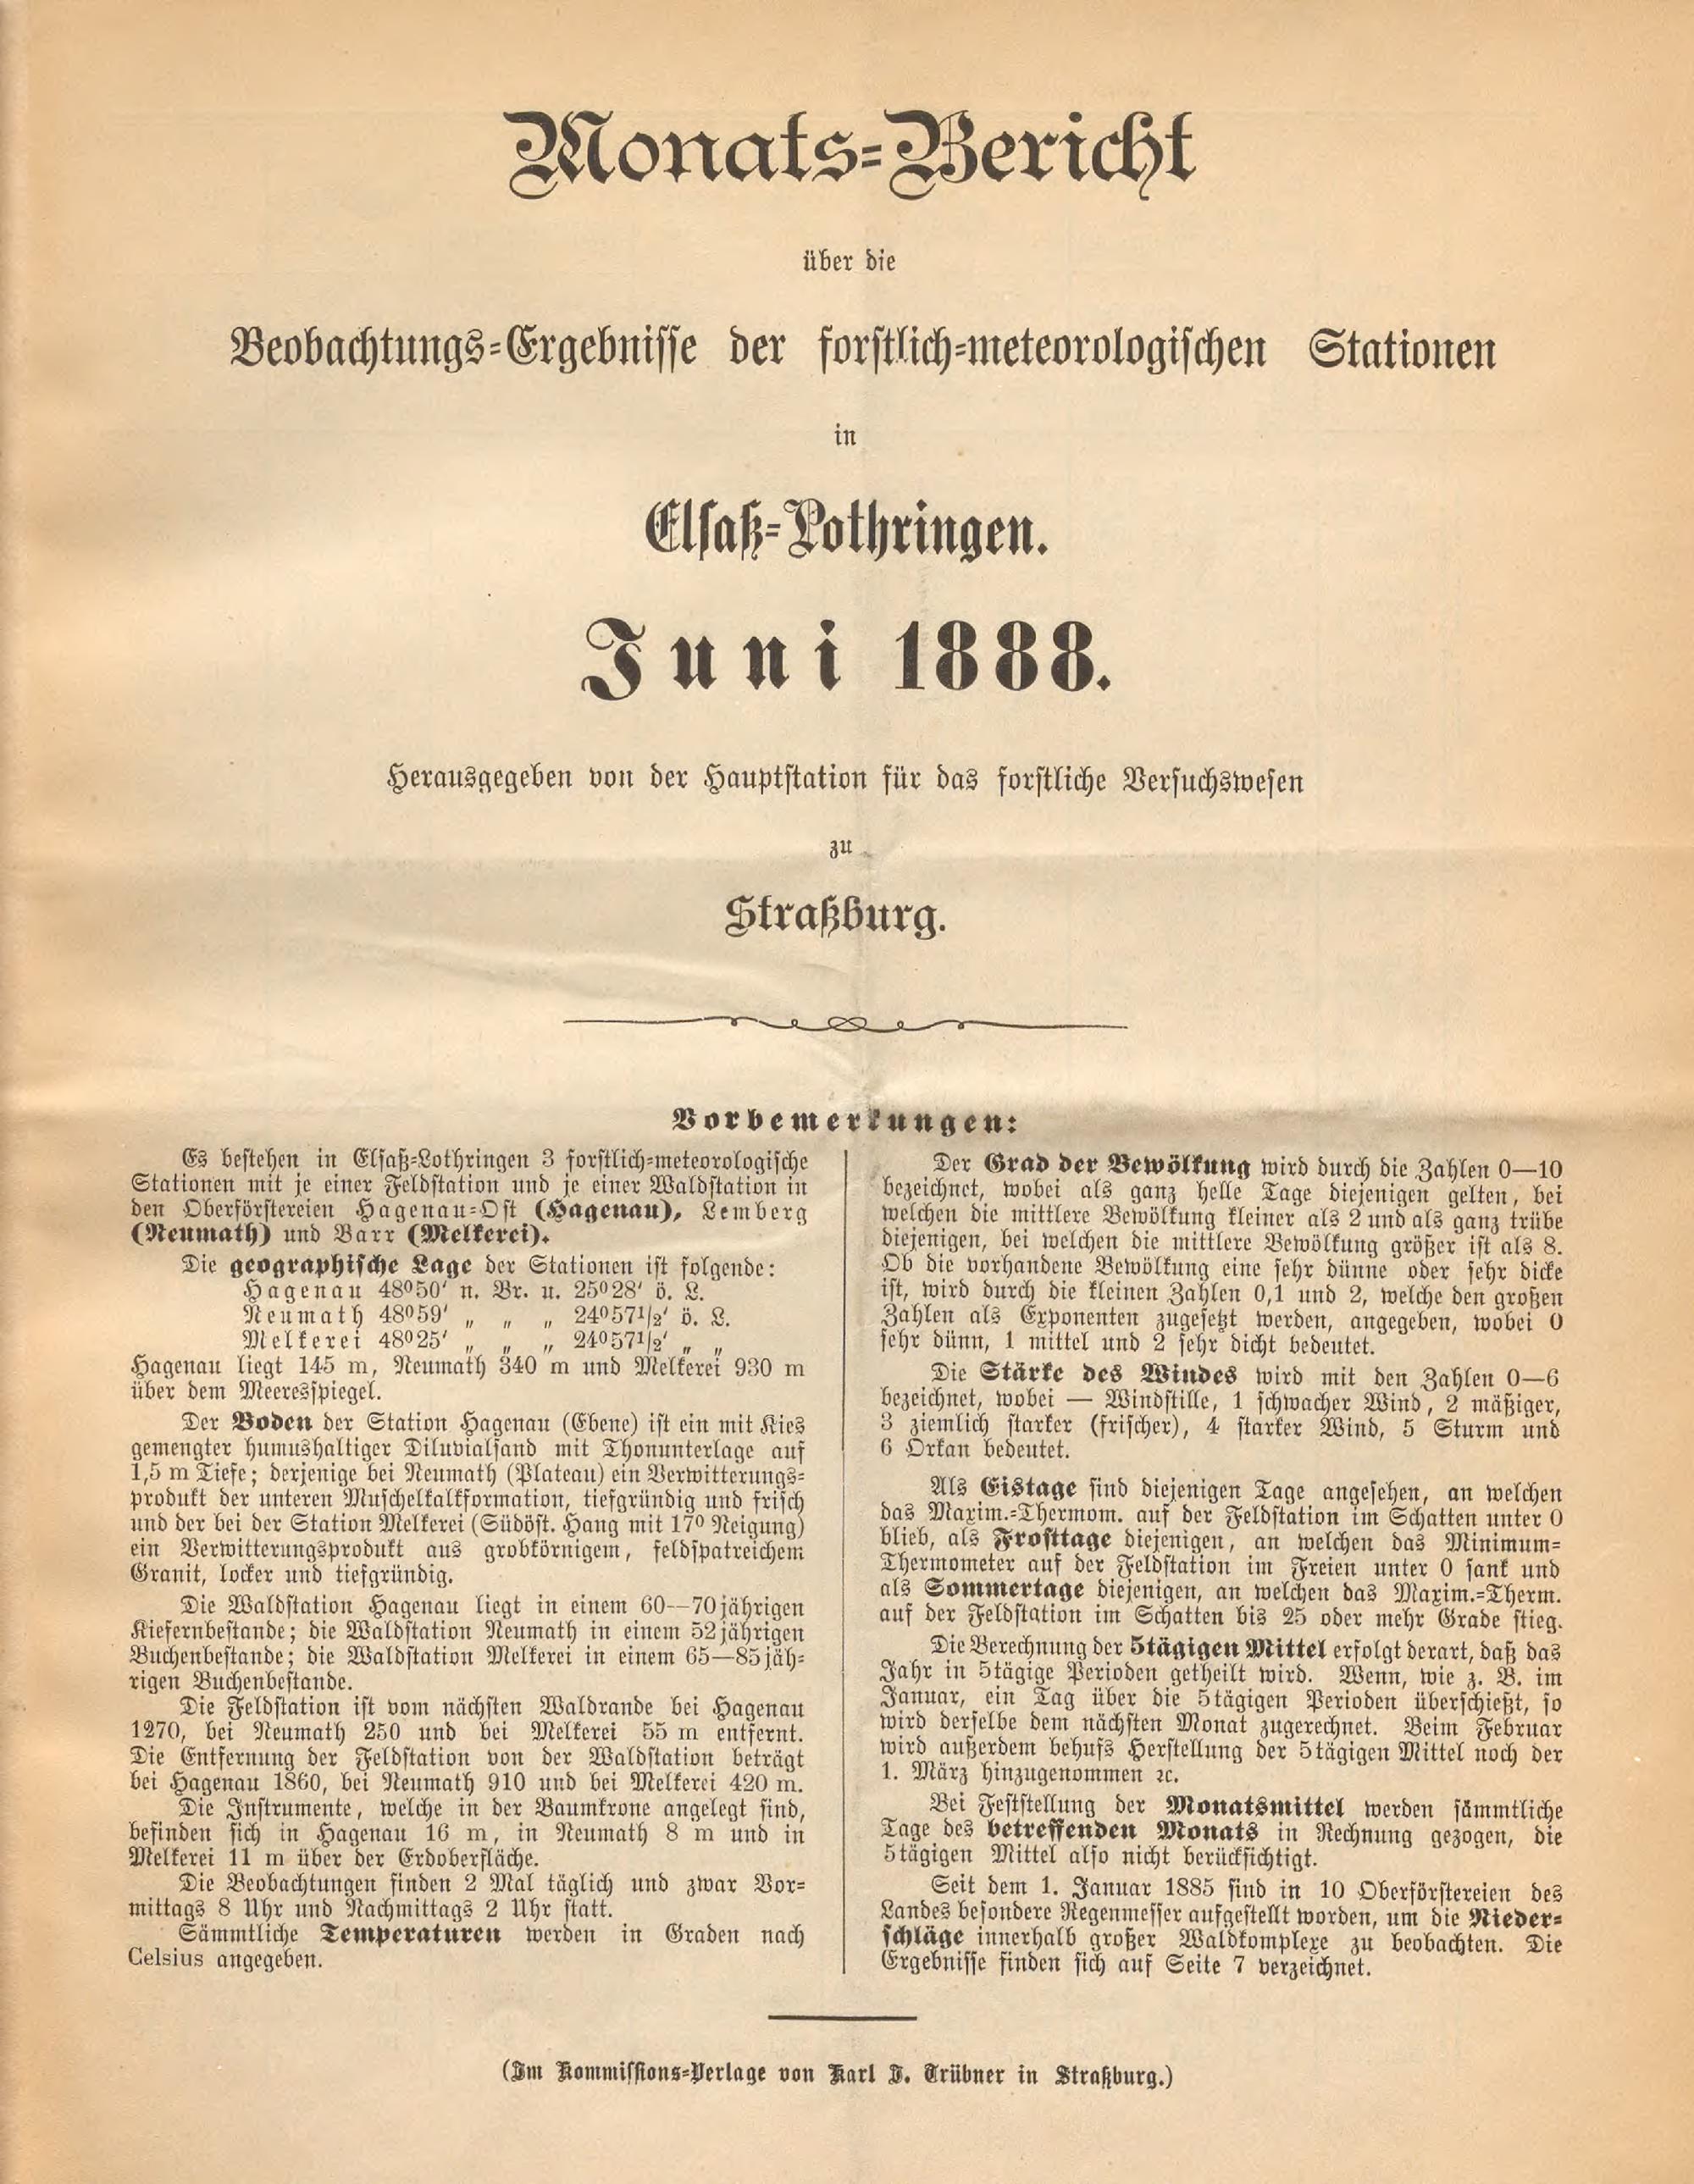 Monats-Bericht
über die
Beobachtungs-Ergebnisse der forstlich-meteorologischen Stationen
in
Elsaß-Lothringen.
Juni 1888.
Herausgegeben von der Hauptstation für das forstliche Versuchswesen
zu
Straßburg.
Vorbemerkungen:
Es bestehen in Elsaß-Lothringen 3 forstlich-meteorologische
Stationen mit je einer Feldstation und je einer Waldstation in
den Oberförstereien Hagenau-Ost (Hagenau), Lemberg
(Neumath) und Barr (Melkerei).
Die geographische Lage der Stationen ist folgende:
Hagenau 48°50′ n. Br. u. 25°28′ ö. L.
Neumath 48°59′ „ „ „ 24°57½′ ö. L.
Melkerei 48°25′ „ „ „ 24°57½′ „ „
Hagenau liegt 145 m, Neumath 340 m und Melkerei 930 m
über dem Meeresspiegel.
Der Boden der Station Hagenau (Ebene) ist ein mit Kies
gemengter humushaltiger Diluvialsand mit Thonunterlage auf
1,5 m Tiefe; derjenige bei Neumath (Plateau) ein Verwitterungs-
produkt der unteren Muschelkalkformation, tiefgründig und frisch
und der bei der Station Melkerei (Südöst. Hang mit 17° Neigung)
ein Verwitterungsprodukt aus grobkörnigem, feldspatreichem
Granit, locker und tiefgründig.
Die Waldstation Hagenau liegt in einem 60—70jährigen
Kiefernbestande; die Waldstation Neumath in einem 52jährigen
Buchenbestande; die Waldstation Melkerei in einem 65—85jäh-
rigen Buchenbestande.
Die Feldstation ist vom nächsten Waldrande bei Hagenau
1270, bei Neumath 250 und bei Melkerei 55 m entfernt.
Die Entfernung der Feldstation von der Waldstation beträgt
bei Hagenau 1860, bei Neumath 910 und bei Melkerei 420 m.
Die Instrumente, welche in der Baumkrone angelegt sind,
befinden sich in Hagenau 16 m, in Neumath 8 m und in
Melkerei 11 m über der Erdoberfläche.
Die Beobachtungen finden 2 Mal täglich und zwar Vor-
mittags 8 Uhr und Nachmittags 2 Uhr statt.
Sämmtliche Temperaturen werden in Graden nach
Celsius angegeben.
Der Grad der Bewölkung wird durch die Zahlen 0—10
bezeichnet, wobei als ganz helle Tage diejenigen gelten, bei
welchen die mittlere Bewölkung kleiner als 2 und als ganz trübe
diejenigen, bei welchen die mittlere Bewölkung größer ist als 8.
Ob die vorhandene Bewölkung eine sehr dünne oder sehr dicke
ist, wird durch die kleinen Zahlen 0,1 und 2, welche den großen
Zahlen als Exponenten zugesetzt werden, angegeben, wobei 0
sehr dünn, 1 mittel und 2 sehr dicht bedeutet.
Die Stärke des Windes wird mit den Zahlen 0—6
bezeichnet, wobei — Windstille, 1 schwacher Wind, 2 mäßiger,
3 ziemlich starker (frischer), 4 starker Wind, 5 Sturm und
6 Orkan bedeutet.
Als Eistage sind diejenigen Tage angesehen, an welchen
das Maxim.-Thermom. auf der Feldstation im Schatten unter 0
blieb, als Frosttage diejenigen, an welchen das Minimum-
Thermometer auf der Feldstation im Freien unter 0 sank und
als Sommertage diejenigen, an welchen das Maxim.-Therm.
auf der Feldstation im Schatten bis 25 oder mehr Grade stieg.
Die Berechnung der 5tägigen Mittel erfolgt derart, daß das
Jahr in 5tägige Perioden getheilt wird. Wenn, wie z. B. im
Januar, ein Tag über die 5tägigen Perioden überschießt, so
wird derselbe dem nächsten Monat zugerechnet. Beim Februar
wird außerdem behufs Herstellung der 5tägigen Mittel noch der
1. März hinzugenommen ꝛc.
Bei Feststellung der Monatsmittel werden sämmtliche
Tage des betreffenden Monats in Rechnung gezogen, die
5tägigen Mittel also nicht berücksichtigt.
Seit dem 1. Januar 1885 sind in 10 Oberförstereien des
Landes besondere Regenmesser aufgestellt worden, um die Nieder-
schläge innerhalb großer Waldkomplexe zu beobachten. Die
Ergebnisse finden sich auf Seite 7 verzeichnet.
(Im Kommissions-Verlage von Karl J. Trübner in Straßburg.)